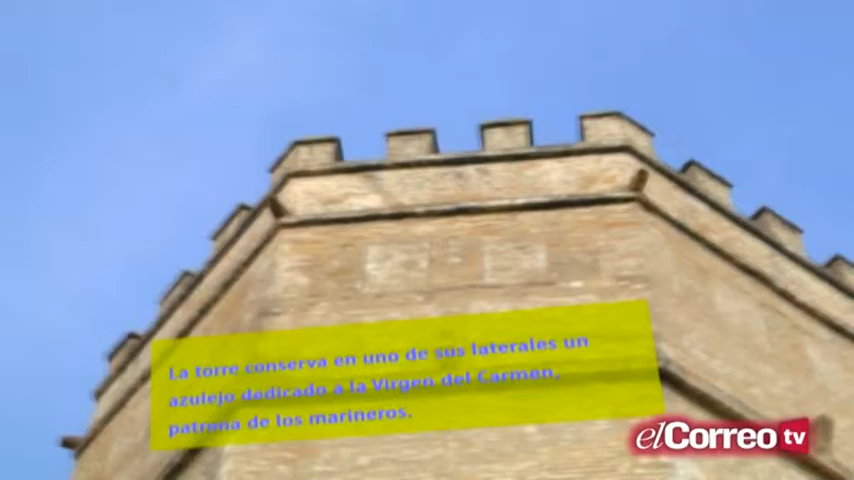 La torre conserva en uno de sus laterales un
azulejo dedicado a la Virgen del Carmen,
patrona de los marineros.
elCorreo tv